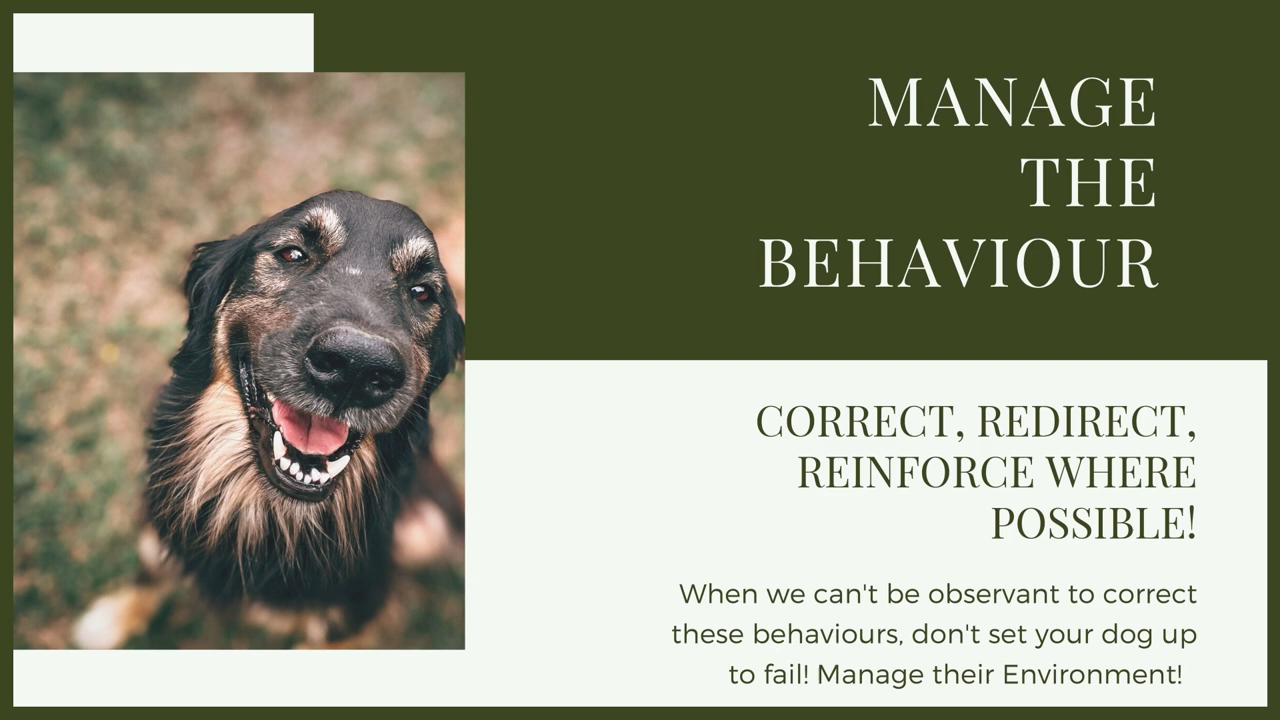 MANAGE
THE
BEHAVIOUR
CORRECT, REDIRECT,
REINFORCE WHERE
POSSIBLE!
When we can't be observant to correct
these behaviours, don't set your dog up
to fail! Manage their Environment!